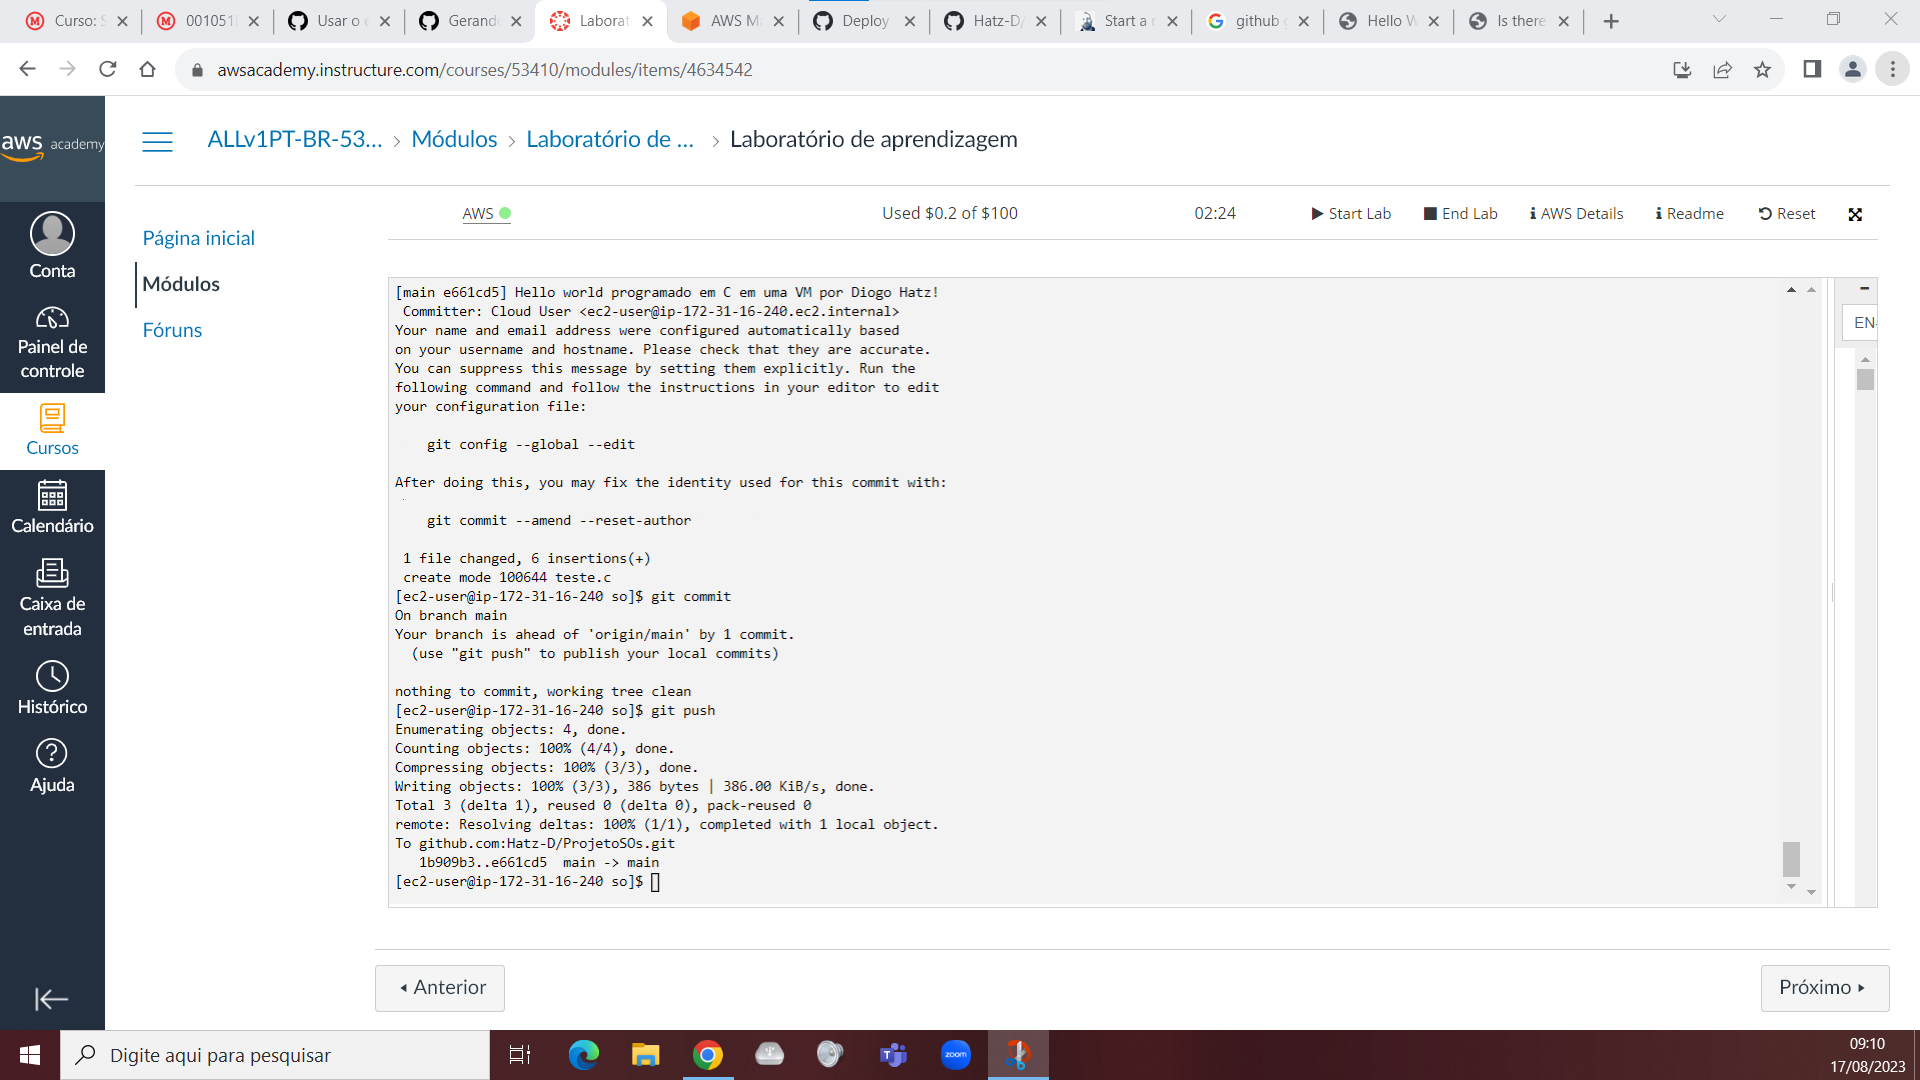 Curso: S
001051
Usar o e
Gerand
Laborat
AWS M
Deploy
Hatz-D/
Start a r
github
Hello W
Is there
awsacademy.instructure.com/courses/53410/modules/items/4634542
aws academy
ALLv1PT-BR-53... > Módulos > Laboratório de ... > Laboratório de aprendizagem
Conta
Painel de
controle
Cursos
Calendário
Caixa de
entrada
Histórico
Ajuda
Página inicial
Módulos
Fóruns
AWS
Used $0.2 of $100
02:24
Start Lab
End Lab
AWS Details
Readme
Reset
EN-
[main e661cd5] Hello world programado em C em uma VM por Diogo Hatz!
Committer: Cloud User <ec2-user@ip-172-31-16-240.ec2.internal>
Your name and email address were configured automatically based
on your username and hostname. Please check that they are accurate.
You can suppress this message by setting them explicitly. Run the
following command and follow the instructions in your editor to edit
your configuration file:
git config --global --edit
After doing this, you may fix the identity used for this commit with:
git commit --amend --reset-author
1 file changed, 6 insertions(+)
create mode 100644 teste.c
[ec2-user@ip-172-31-16-240 so]$ git commit
On branch main
Your branch is ahead of 'origin/main' by 1 commit.
(use "git push" to publish your local commits)
nothing to commit, working tree clean
[ec2-user@ip-172-31-16-240 so]$ git push
Enumerating objects: 4, done.
Counting objects: 100% (4/4), done.
Compressing objects: 100% (3/3), done.
Writing objects: 100% (3/3), 386 bytes | 386.00 KiB/s, done.
Total 3 (delta 1), reused 0 (delta 0), pack-reused 0
remote: Resolving deltas: 100% (1/1), completed with 1 local object.
To github.com:Hatz-D/ProjetoSOs.git
1b909b3..e661cd5  main -> main
[ec2-user@ip-172-31-16-240 so]$
Anterior
Próximo
Digite aqui para pesquisar
zoom
09:10
17/08/2023